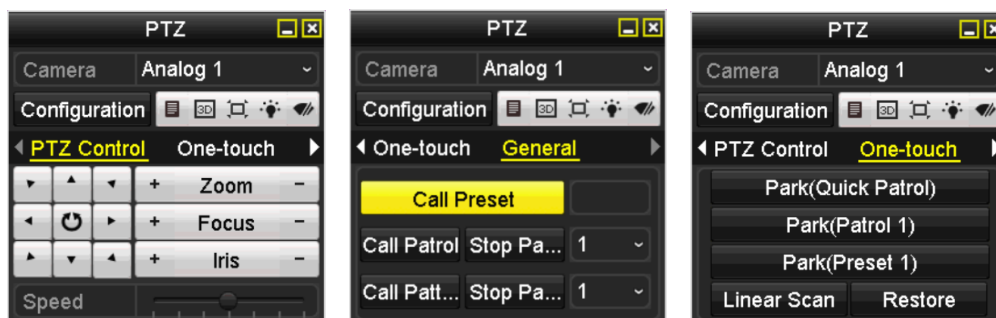 PTZ
Camera Analog 1
Configuration 3D
PTZ Control One-touch
+ Zoom −
+ Focus −
+ Iris −
Speed
PTZ
Camera Analog 1
Configuration 3D
One-touch General
Call Preset
Call Patrol Stop Pa... 1
Call Patt... Stop Pa... 1
PTZ
Camera Analog 1
Configuration 3D
PTZ Control One-touch
Park(Quick Patrol)
Park(Patrol 1)
Park(Preset 1)
Linear Scan Restore